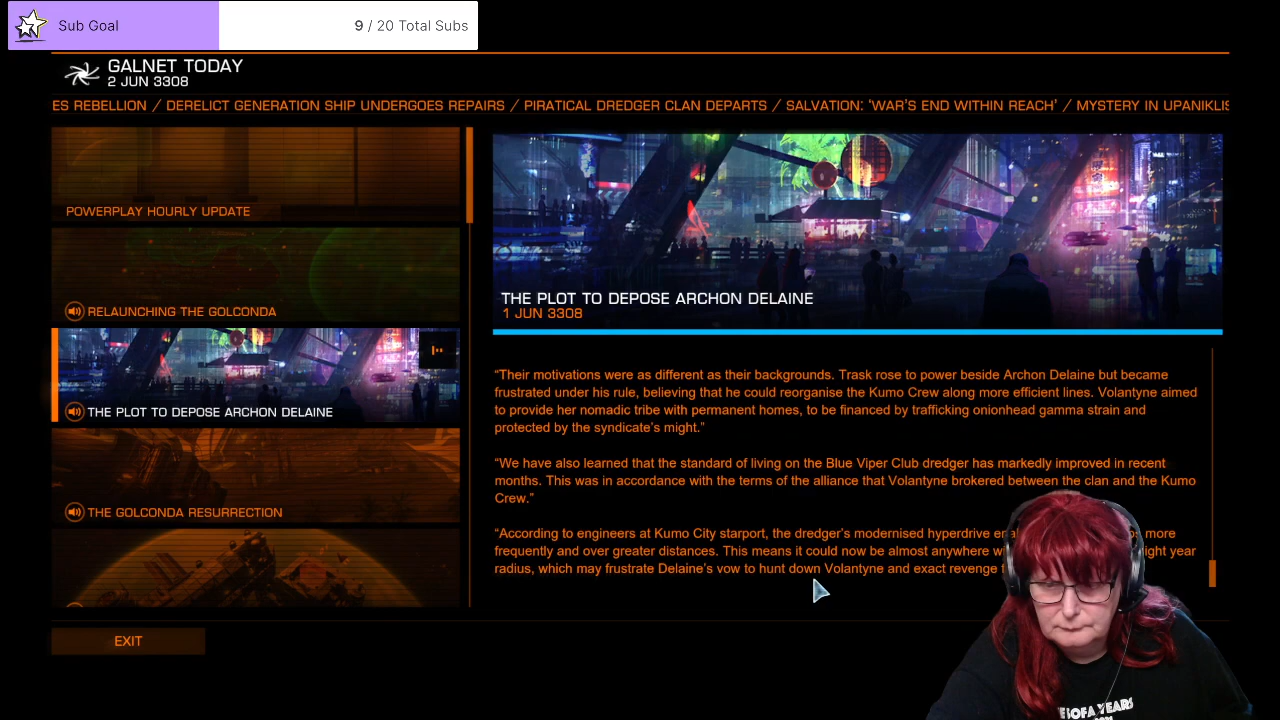 Sub Goal
9 / 20 Total Subs
GALNET TODAY
2 JUN 3308
ES REBELLION / DERELICT GENERATION SHIP UNDERGOES REPAIRS / PIRATICAL DREDGER CLAN DEPARTS / SALVATION: ‘WAR’S END WITHIN REACH’ / MYSTERY IN UPANIKLIS
POWERPLAY HOURLY UPDATE
RELAUNCHING THE GOLCONDA
THE PLOT TO DEPOSE ARCHON DELAINE
THE GOLCONDA RESURRECTION
THE PLOT TO DEPOSE ARCHON DELAINE
1 JUN 3308
“Their motivations were as different as their backgrounds. Trask rose to power beside Archon Delaine but became
frustrated under his rule, believing that he could reorganise the Kumo Crew along more efficient lines. Volantyne aimed
to provide her nomadic tribe with permanent homes, to be financed by trafficking onionhead gamma strain and
protected by the syndicate’s might.”
“We have also learned that the standard of living on the Blue Viper Club dredger has markedly improved in recent
months. This was in accordance with the terms of the alliance that Volantyne brokered between the clan and the Kumo
Crew.”
“According to engineers at Kumo City starport, the dredger’s modernised hyperdrive more
frequently and over greater distances. This means it could now be almost anywhere year
radius, which may frustrate Delaine’s vow to hunt down Volantyne and exact revenge
EXIT
SOFA YEARS